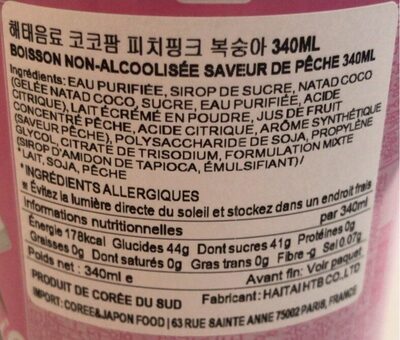 해태음료 코코팜 피치핑크 복숭아 340ML
BOISSON NON-ALCOOLISÉE SAVEUR DE PÊCHE 340ML
Ingrédients: EAU PURIFIÉE, SIROP DE SUCRE, NATAD COCO
(GELÉE NATAD COCO, SUCRE, EAU PURIFIÉE, ACIDE
CITRIQUE), LAIT ÉCRÉMÉ EN POUDRE, JUS DE FRUIT
CONCENTRÉ PÊCHE, ACIDE CITRIQUE, ARÔME SYNTHÉTIQUE
(SAVEUR PÊCHE), POLYSACCHARIDE DE SOJA, PROPYLÈNE
GLYCOL, CITRATE DE TRISODIUM, FORMULATION MIXTE
(SIROP D'AMIDON DE TAPIOCA, ÉMULSIFIANT)/
*LAIT, SOJA, PÊCHE
*INGRÉDIENTS ALLERGIQUES
Évitez la lumière directe du soleil et stockez dans un endroit frais
Informations nutritionnelles par 340ml
Énergie 178kcal Glucides 44g Dont sucres 41g Protéines 0g
Graisses 0g Dont saturés 0g Gras trans 0g Fibre -g Sel 0.07g
Poids net : 340ml e Avant fin: Voir paquet
PRODUIT DE CORÉE DU SUD Fabricant: HAITAI HTB CO.,LTD
IMPORT: COREE&JAPON FOOD | 63 RUE SAINTE ANNE 75002 PARIS, FRANCE